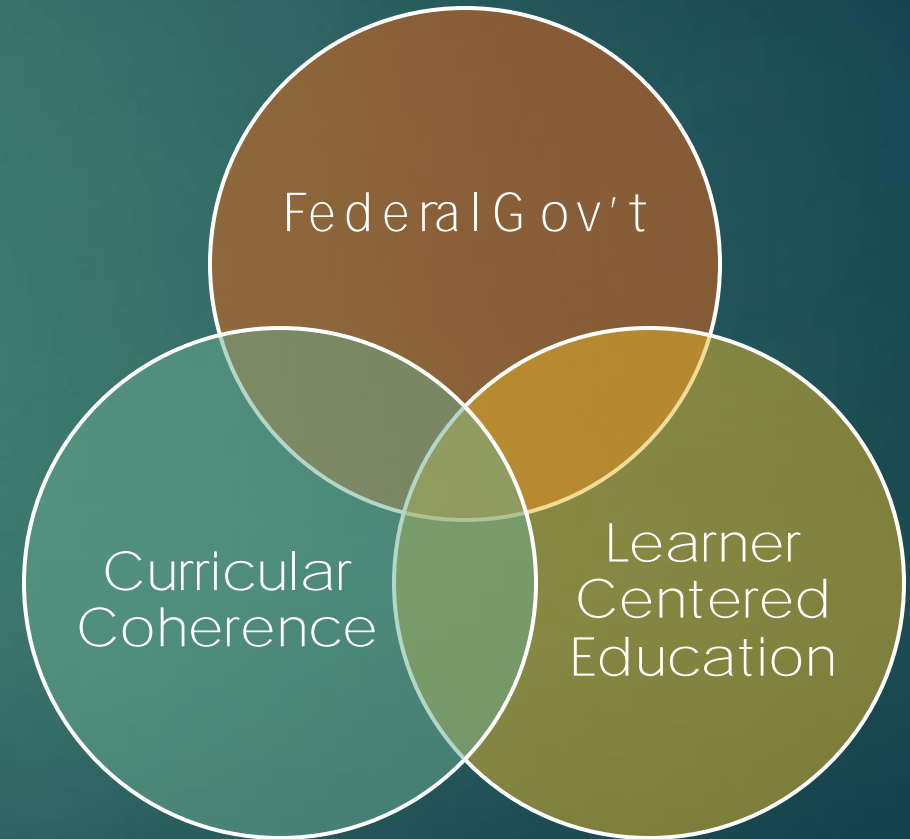 Federal Gov't
Curricular
Coherence
Learner
Centered
Education